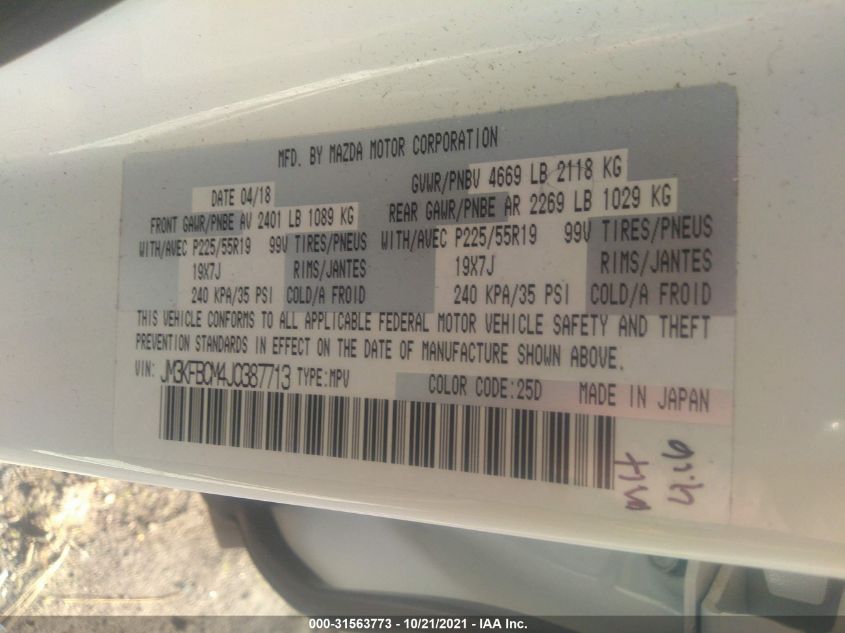 MFD. BY MAZDA MOTOR CORPORATION
DATE 04/18 GVWR/PNBV 4669 LB 2118 KG
FRONT GAWR/PNBE AV 2401 LB 1089 KG REAR GAWR/PNBE AR 2269 LB 1029 KG
WITH/AVEC P225/55R19 99V TIRES/PNEUS WITH/AVEC P225/55R19 99V TIRES/PNEUS
19X7J RIMS/JANTES 19X7J RIMS/JANTES
240 KPA/35 PSI COLD/A FROID 240 KPA/35 PSI COLD/A FROID
THIS VEHICLE CONFORMS TO ALL APPLICABLE FEDERAL MOTOR VEHICLE SAFETY AND THEFT
PREVENTION STANDARDS IN EFFECT ON THE DATE OF MANUFACTURE SHOWN ABOVE.
VIN: JM3KFBCM4J0387713 TYPE:MPV COLOR CODE:25D MADE IN JAPAN
4.16
000-31563773 - 10/21/2021 - IAA Inc.